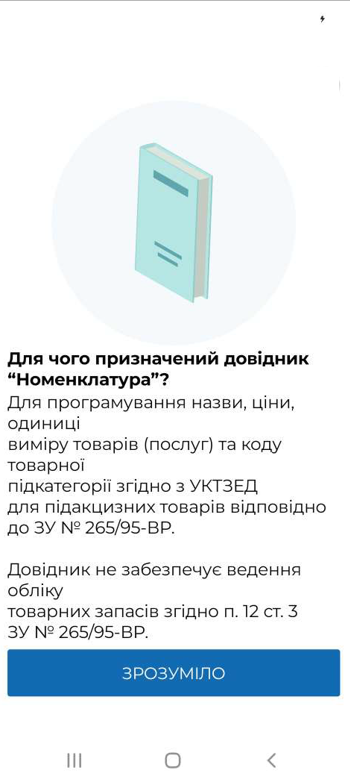 Для чого призначений довідник
“Номенклатура”?
Для програмування назви, ціни,
одиниці
виміру товарів (послуг) та коду
товарної
підкатегорії згідно з УКТЗЕД
для підакцизних товарів відповідно
до ЗУ № 265/95-ВР.
Довідник не забезпечує ведення
обліку
товарних запасів згідно п. 12 ст. 3
ЗУ № 265/95-ВР.
ЗРОЗУМІЛО